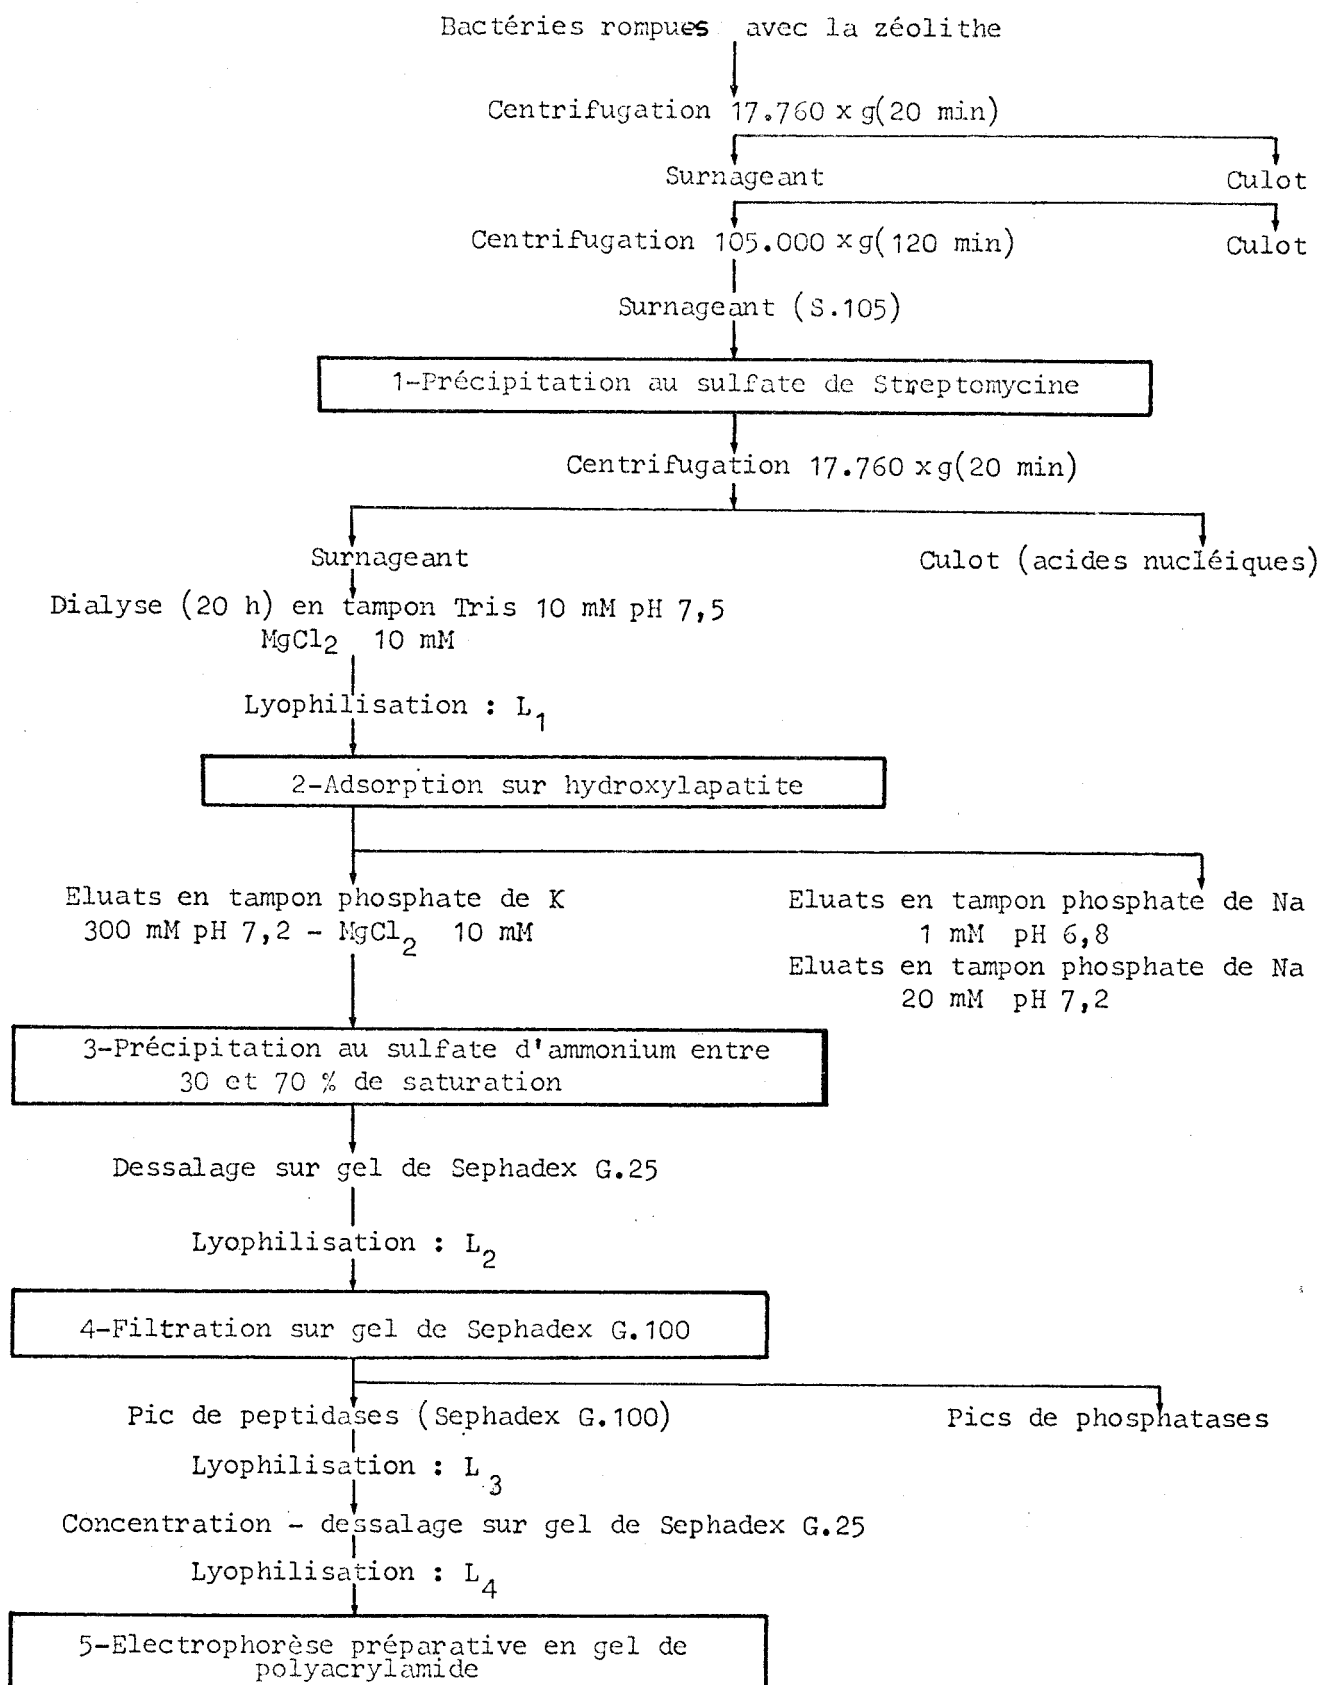 Bactéries rompues avec la zéolithe
Centrifugation 17.760 x g(20 min)
Surnageant
Culot
Centrifugation 105.000 x g(120 min)
Culot
Surnageant (S.105)
1-Précipitation au sulfate de Streptomycine
Centrifugation 17.760 x g(20 min)
Surnageant
Culot (acides nucléiques)
Dialyse (20 h) en tampon Tris 10 mM pH 7,5
MgCl2 10 mM
Lyophilisation : L1
2-Adsorption sur hydroxylapatite
Eluats en tampon phosphate de K
300 mM pH 7,2 - MgCl2 10 mM
Eluats en tampon phosphate de Na
1 mM pH 6,8
Eluats en tampon phosphate de Na
20 mM pH 7,2
3-Précipitation au sulfate d'ammonium entre
30 et 70 % de saturation
Dessalage sur gel de Sephadex G.25
Lyophilisation : L2
4-Filtration sur gel de Sephadex G.100
Pic de peptidases (Sephadex G.100)
Pics de phosphatases
Lyophilisation : L3
Concentration - dessalage sur gel de Sephadex G.25
Lyophilisation : L4
5-Electrophorèse préparative en gel de
polyacrylamide